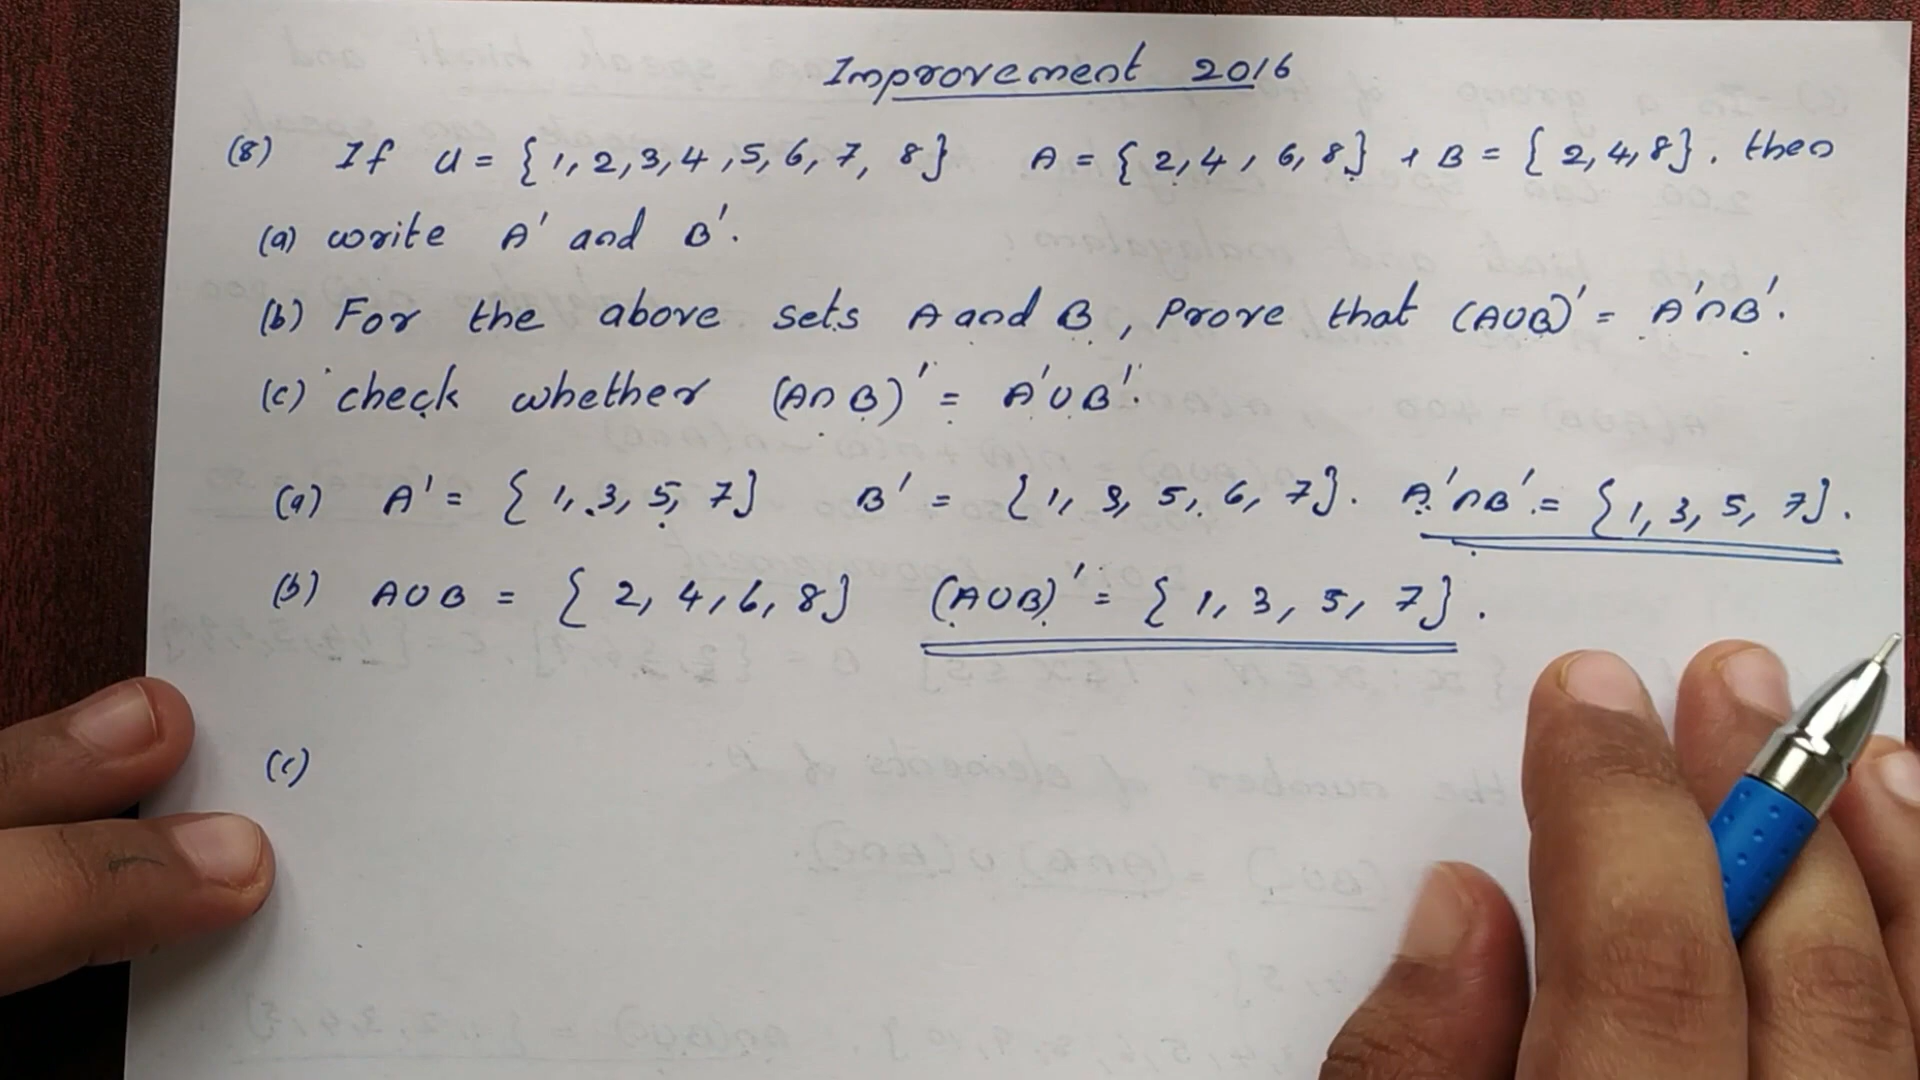 Improvement 2016
(8) If U = { 1, 2, 3, 4, 5, 6, 7, 8 } A = { 2, 4, 6, 8 } + B = { 2, 4, 8 }. then
(a) write A' and B'.
(b) For the above sets A and B, Prove that (A∪B)' = A'∩B'.
(c) check whether (A∩B)' = A'∪B'.
(a) A' = { 1, 3, 5, 7 } B' = { 1, 3, 5, 6, 7 }. A'∩B' = { 1, 3, 5, 7 }.
(b) A∪B = { 2, 4, 6, 8 } (A∪B)' = { 1, 3, 5, 7 }.
(c)